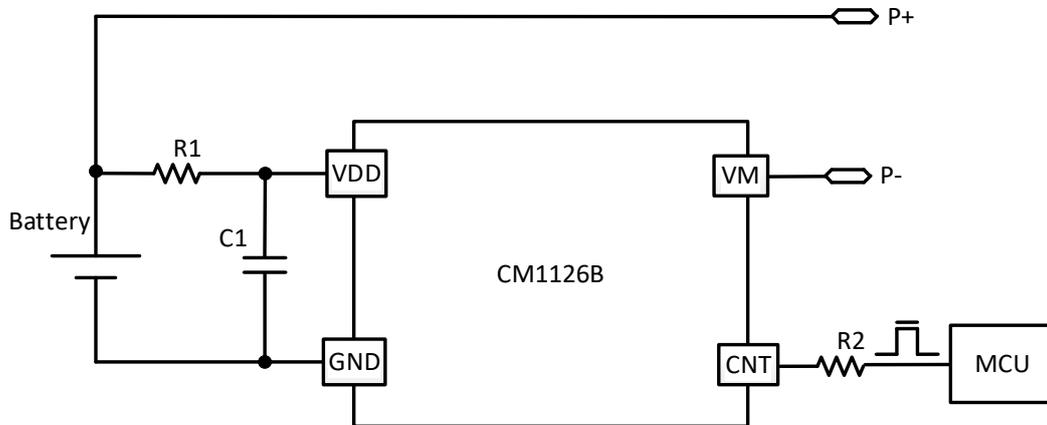 P+
R1
VDD
VM
P-
Battery
C1
CM1126B
GND
CNT
R2
MCU